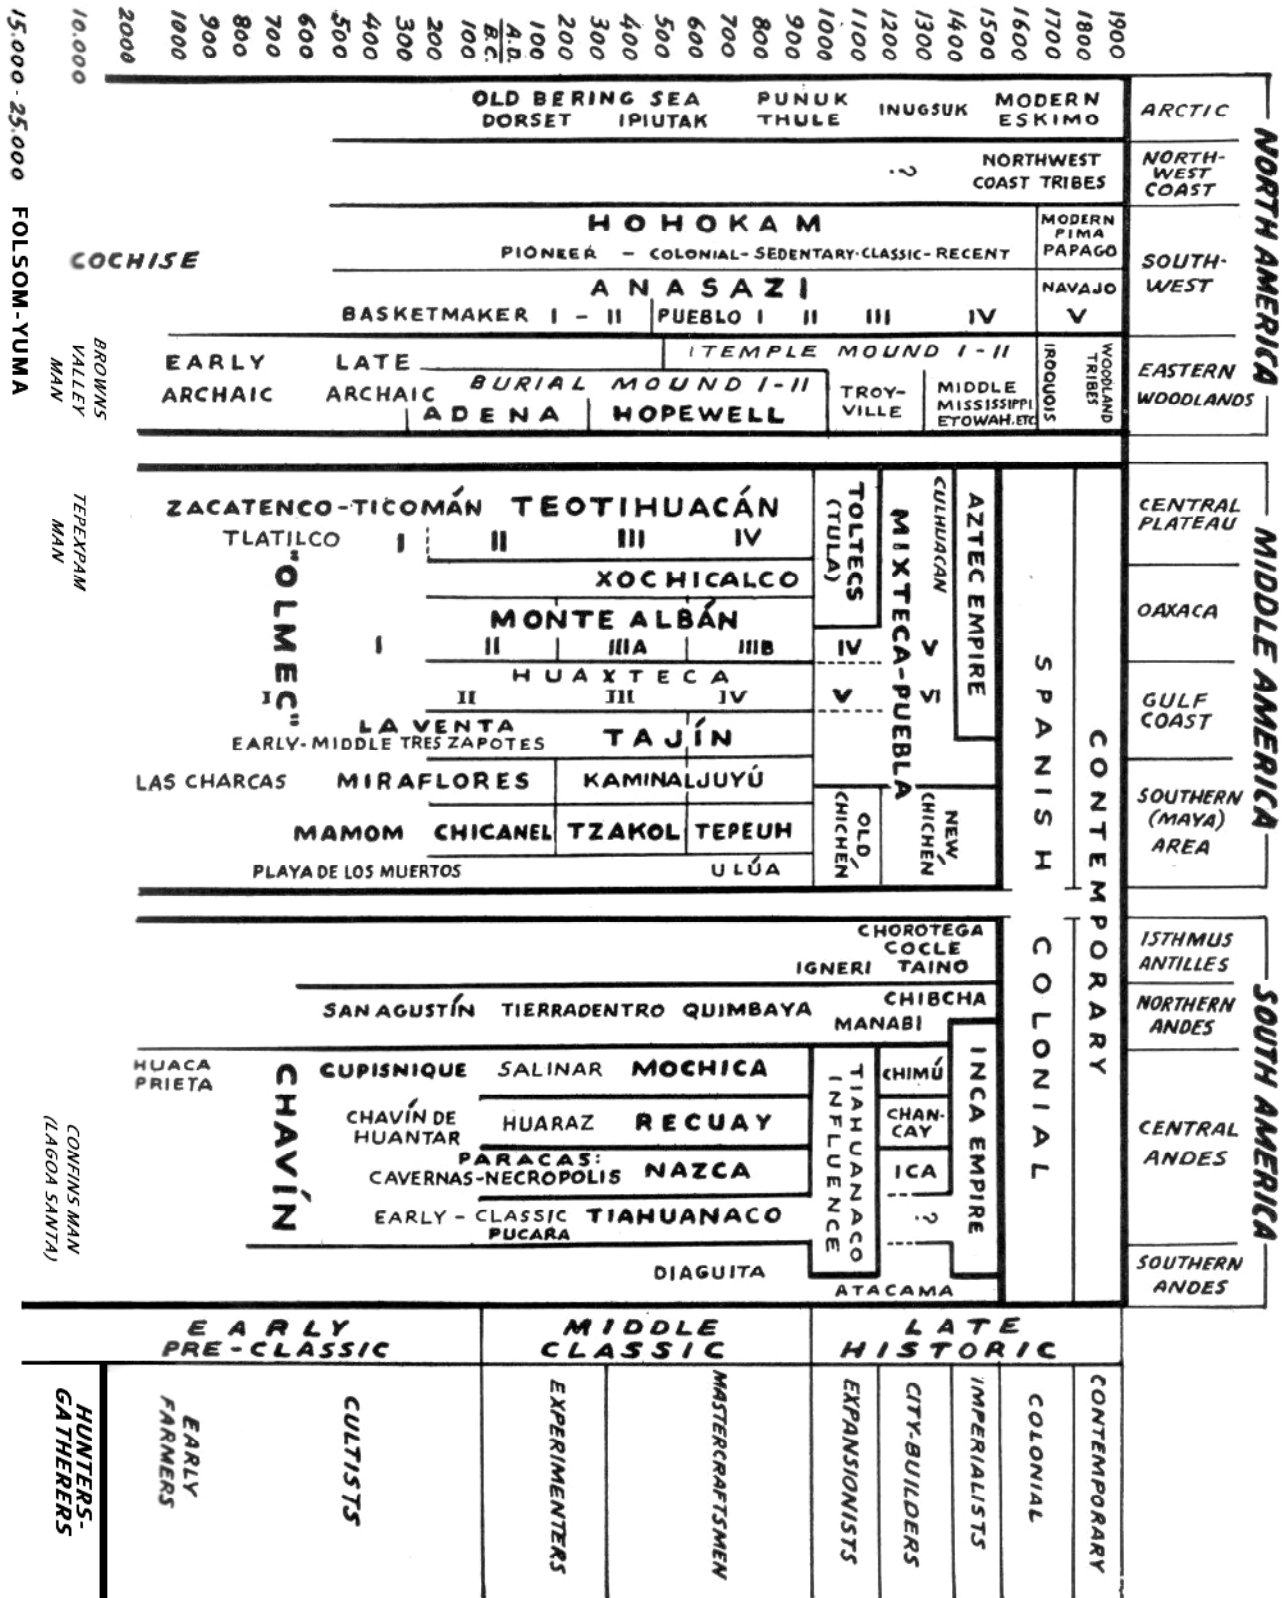 15.000 - 25.000
10.000
2000
1000
900
800
700
600
500
400
300
200
100
A.D.
B.C.
100
200
400
500
600
700
800
900
1000
1100
1200
1300
1400
1500
1600
1700
1800
1900
NORTH AMERICA
OLD BERING SEA PUNUK INUGSUK MODERN ARCTIC
DORSET IPIUTAK THULE ESKIMO
? NORTHWEST
COAST TRIBES
NORTH-
WEST
COAST
HOHOKAM
PIONEER - COLONIAL-SEDENTARY-CLASSIC-RECENT
MODERN
PIMA
PAPAGO
SOUTH-
WEST
COCHISE
FOLSOM-YUMA
ANASAZI
BASKETMAKER I - II PUEBLO I II III IV
NAVAJO
V
BROWNS
VALLEY
MAN
EARLY
ARCHAIC
LATE
ARCHAIC
TEMPLE MOUND I-II
BURIAL MOUND I-II
ADENA HOPEWELL
TROY-
VILLE
MIDDLE
MISSISSIPPI
ETOWAH, ETC
IROQUOIS
WOODLAND
TRIBES
EASTERN
WOODLANDS
MIDDLE AMERICA
TEPEXPAM
MAN
ZACATENCO-TICOMÁN TEOTIHUACÁN
TLATILCO I II III IV
"OLMEC"
XOCHICALCO
MONTE ALBÁN
I II IIIA IIIB IV V
HUAXTECA
I II III IV V VI
LA VENTA
EARLY-MIDDLE TRES ZAPOTES
TAJÍN
LAS CHARCAS MIRAFLORES KAMINALJUYÚ
MAMOM CHICANEL TZAKOL TEPEUH
PLAYA DE LOS MUERTOS ULÚA
TOLTECS
(TULA)
CULHUACAN
MIXTECA-PUEBLA
AZTEC EMPIRE
OLD
CHICHÉN
NEW
CHICHÉN
SPANISH COLONIAL
CONTEMPORARY
CENTRAL
PLATEAU
OAXACA
GULF
COAST
SOUTHERN
(MAYA)
AREA
SOUTH AMERICA
CHOROTEGA
COCLE
IGNERI TAINO
ISTHMUS
ANTILLES
SAN AGUSTÍN TIERRADENTRO QUIMBAYA
CHIBCHA
MANABI
NORTHERN
ANDES
HUACA
PRIETA
CHAVÍN
CUPISNIQUE SALINAR MOCHICA
CHIMÚ
CHAVÍN DE
HUANTAR
HUARAZ RECUAY
CHAN-
CAY
PARACAS:
CAVERNAS-NECROPOLIS NAZCA
ICA
EARLY - CLASSIC TIAHUANACO
PUCARA
?
TIAHUANACO
INFLUENCE
INCA EMPIRE
CENTRAL
ANDES
CONFINS MAN
(LAGOA SANTA)
DIAGUITA
ATACAMA
SOUTHERN
ANDES
EARLY
PRE-CLASSIC
MIDDLE
CLASSIC
LATE
HISTORIC
HUNTERS-
GATHERERS
EARLY
FARMERS
CULTISTS
EXPERIMENTERS
MASTERCRAFTSMEN
EXPANSIONISTS
CITY-BUILDERS
IMPERIALISTS
COLONIAL
CONTEMPORARY